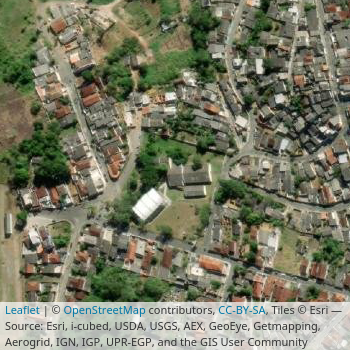 Leaflet | © OpenStreetMap contributors, CC-BY-SA, Tiles © Esri —
Source: Esri, i-cubed, USDA, USGS, AEX, GeoEye, Getmapping,
Aerogrid, IGN, IGP, UPR-EGP, and the GIS User Community